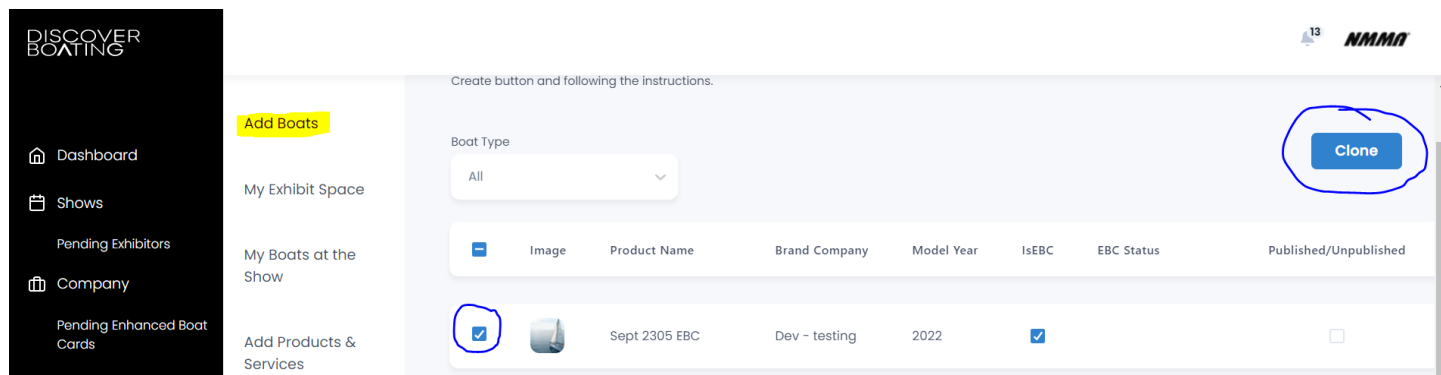 DISCOVER
BOATING
13
NMMA
Create button and following the instructions.
Add Boats
Boat Type
Clone
Dashboard
All
My Exhibit Space
Shows
Pending Exhibitors
My Boats at the
Show
Image Product Name Brand Company Model Year IsEBC EBC Status Published/Unpublished
Company
Pending Enhanced Boat
Cards
Add Products &
Services
Sept 2305 EBC Dev - testing 2022